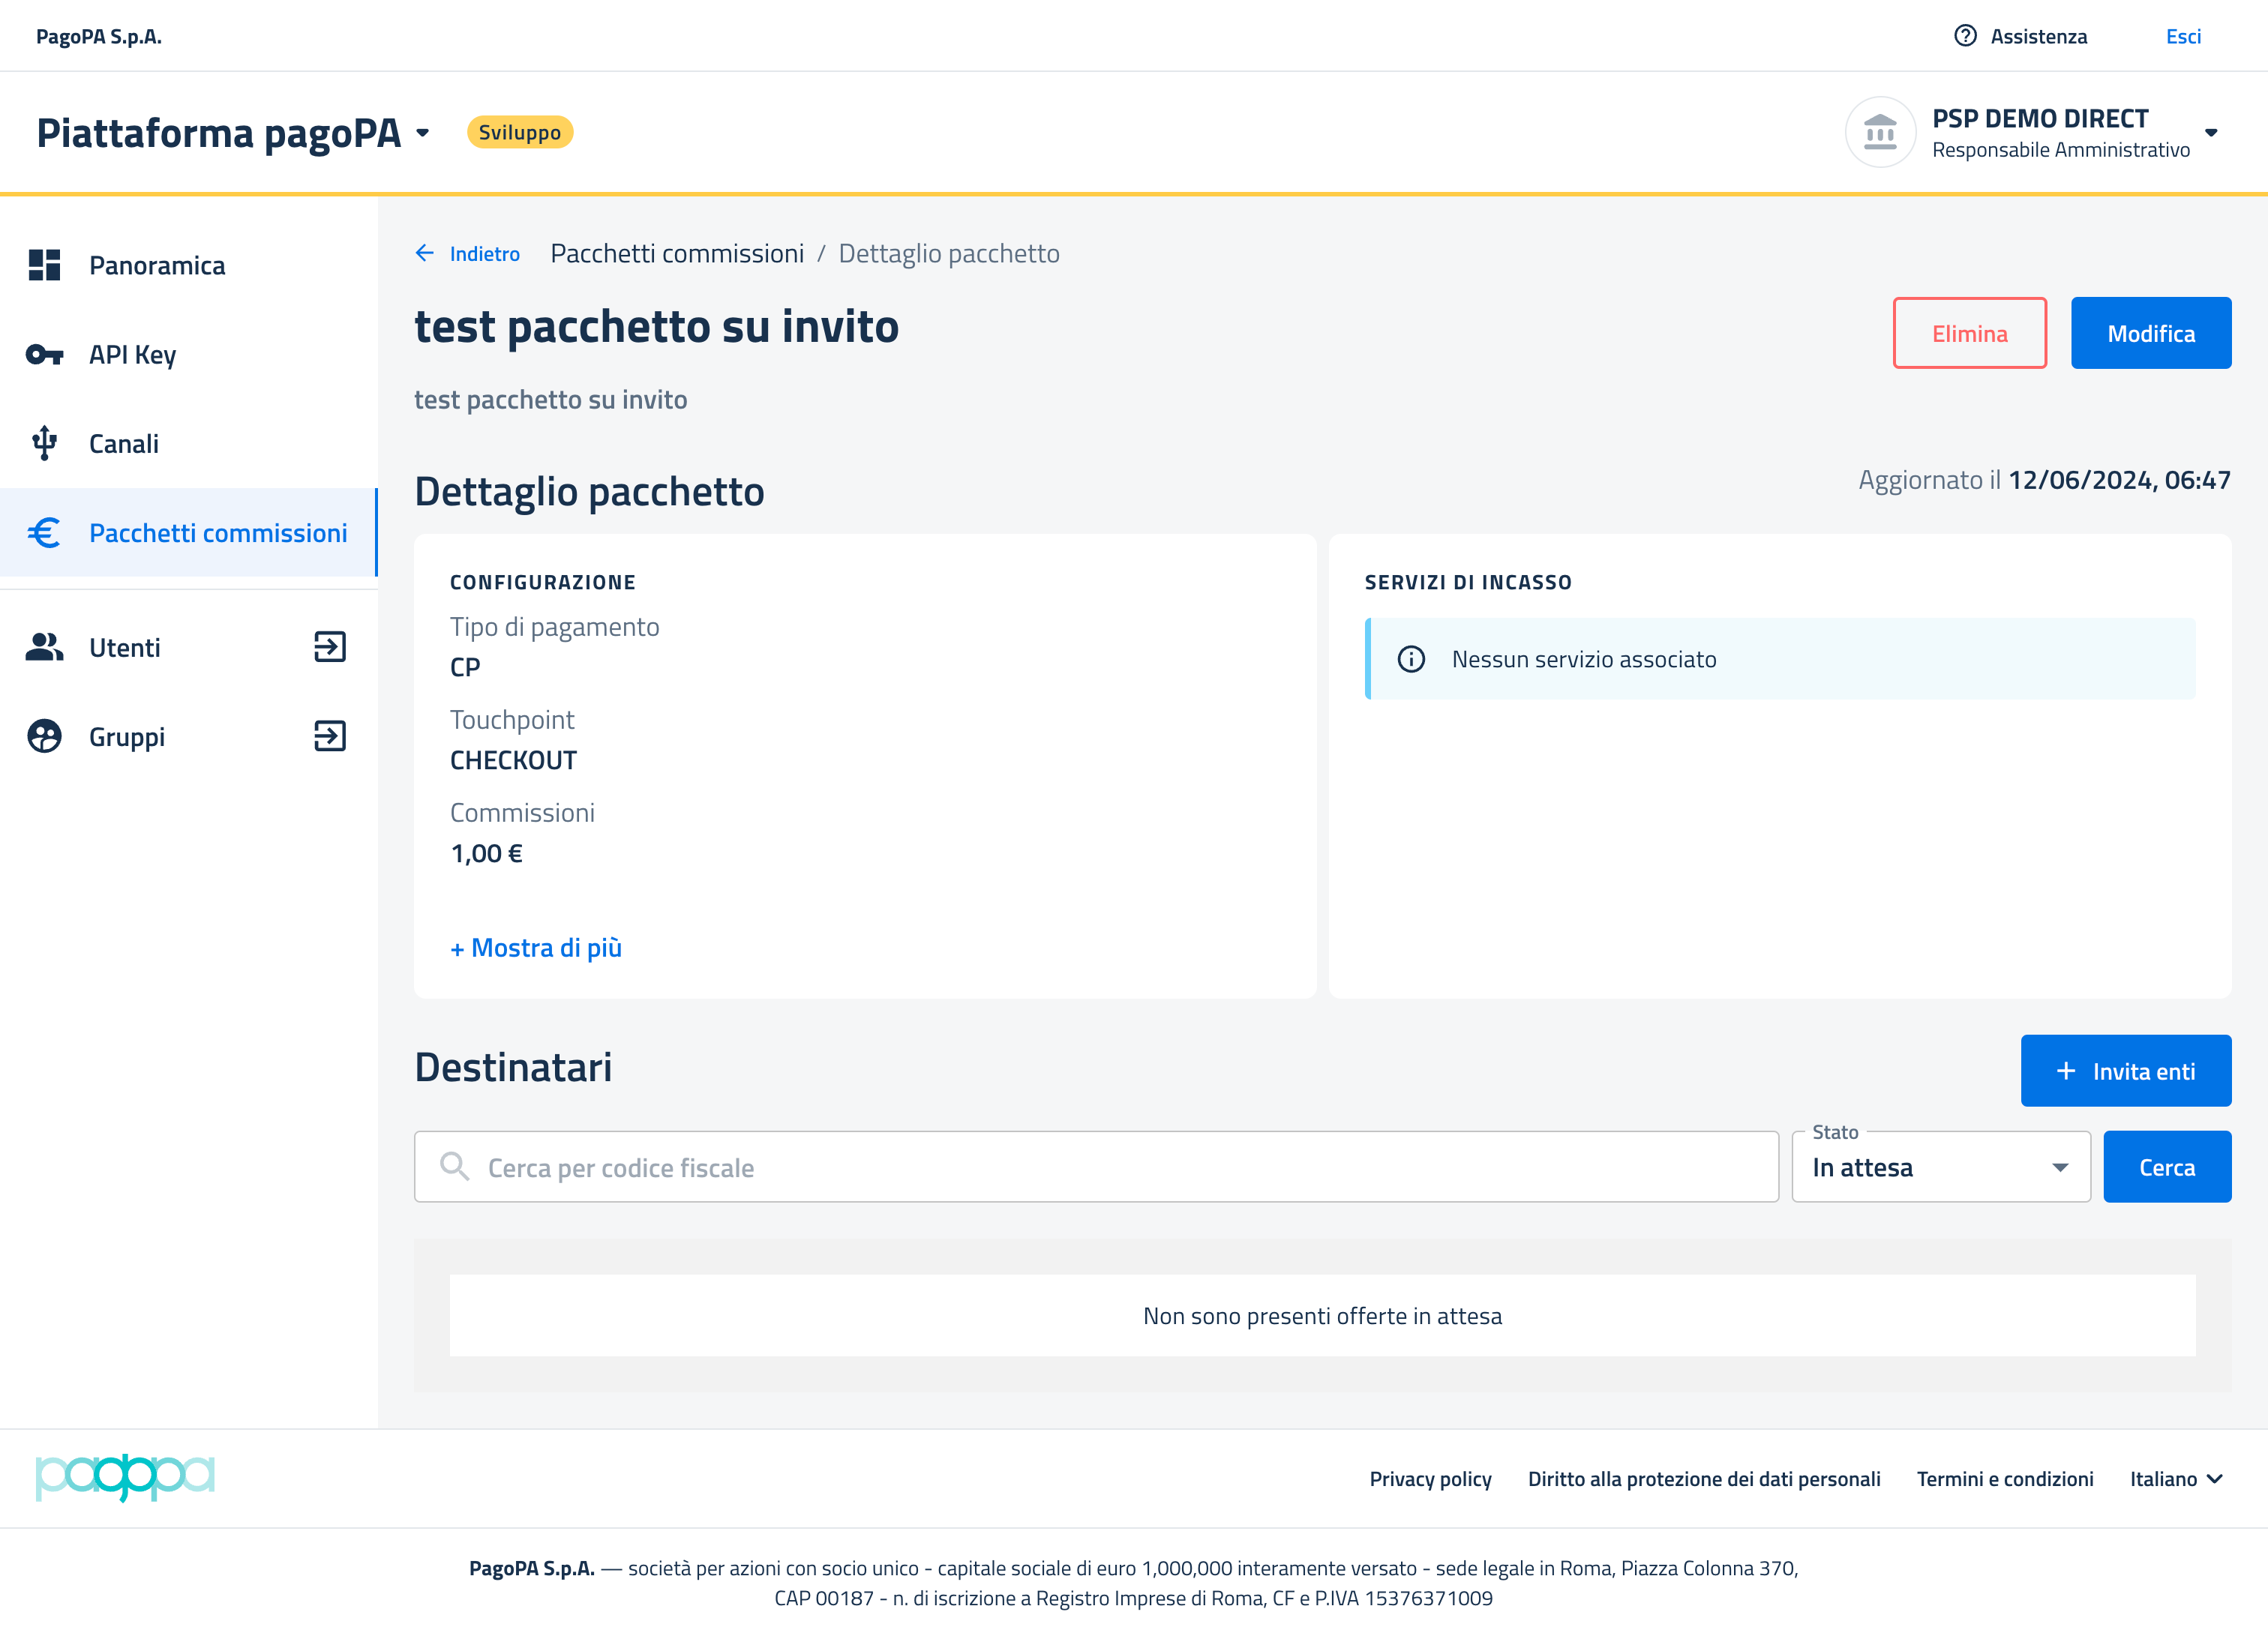 PagoPA S.p.A.
Assistenza
Esci
Piattaforma pagoPA
Sviluppo
PSP DEMO DIRECT
Responsabile Amministrativo
Panoramica
API Key
Canali
Pacchetti commissioni
Utenti
Gruppi
Indietro
Pacchetti commissioni / Dettaglio pacchetto
test pacchetto su invito
Elimina
Modifica
test pacchetto su invito
Dettaglio pacchetto
Aggiornato il 12/06/2024, 06:47
CONFIGURAZIONE
Tipo di pagamento
CP
Touchpoint
CHECKOUT
Commissioni
1,00 €
+ Mostra di più
SERVIZI DI INCASSO
Nessun servizio associato
Destinatari
+ Invita enti
Cerca per codice fiscale
Stato
In attesa
Cerca
Non sono presenti offerte in attesa
pagopa
Privacy policy
Diritto alla protezione dei dati personali
Termini e condizioni
Italiano
PagoPA S.p.A. — società per azioni con socio unico - capitale sociale di euro 1,000,000 interamente versato - sede legale in Roma, Piazza Colonna 370,
CAP 00187 - n. di iscrizione a Registro Imprese di Roma, CF e P.IVA 15376371009